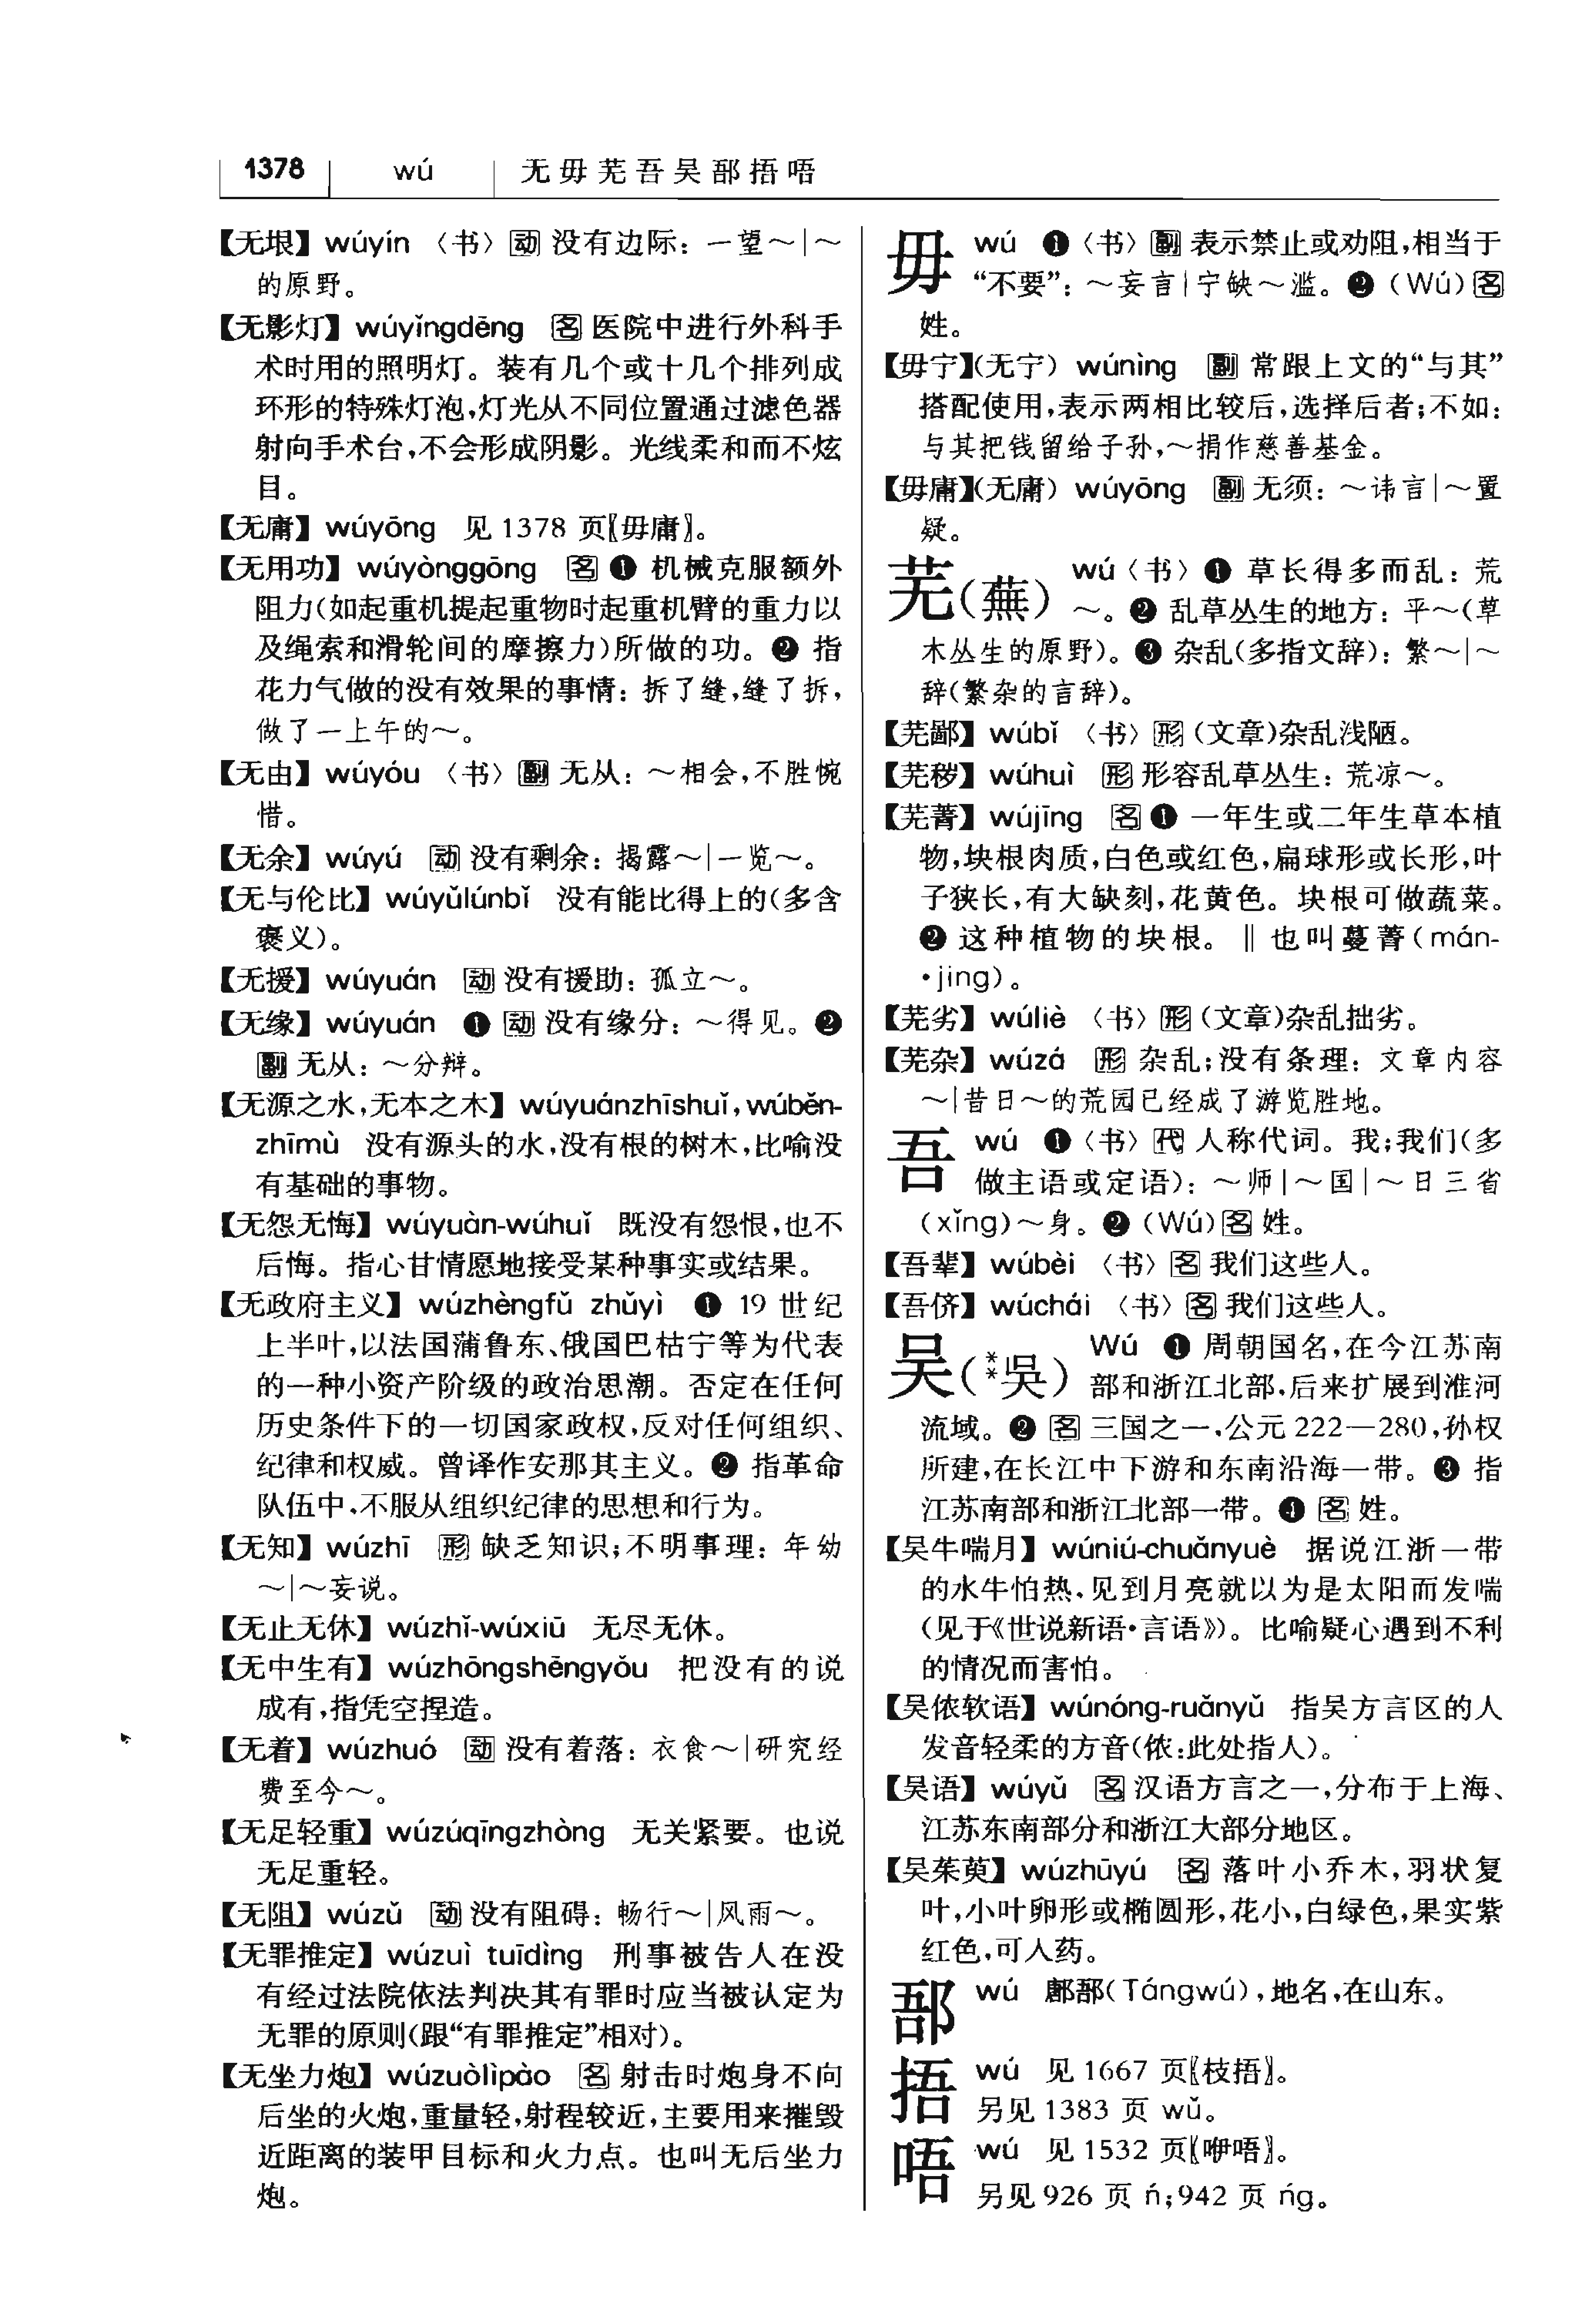 1378 wú 无毋芜吾吴郚捂唔
【无垠】 wúyín 〈书〉 动 没有边际：一望～|～
的原野。
【无影灯】 wúyǐngdēng 名 医院中进行外科手
术时用的照明灯。装有几个或十几个排列成
环形的特殊灯泡,灯光从不同位置通过滤色器
射向手术台,不会形成阴影。光线柔和而不炫
目。
【无庸】 wúyōng 见 1378 页〖毋庸〗。
【无用功】 wúyònggōng 名 ❶ 机械克服额外
阻力(如起重机提起重物时起重机臂的重力以
及绳索和滑轮间的摩擦力)所做的功。❷ 指
花力气做的没有效果的事情：拆了缝,缝了拆,
做了一上午的～。
【无由】 wúyóu 〈书〉 副 无从：～相会,不胜惋
惜。
【无余】 wúyú 动 没有剩余：揭露～|一览～。
【无与伦比】 wúyǔlúnbǐ 没有能比得上的(多含
褒义)。
【无援】 wúyuán 动 没有援助：孤立～。
【无缘】 wúyuán ❶ 动 没有缘分：～得见。❷
副 无从：～分辩。
【无源之水,无本之木】 wúyuánzhīshuǐ, wúběn-
zhīmù 没有源头的水,没有根的树木,比喻没
有基础的事物。
【无怨无悔】 wúyuàn-wúhuǐ 既没有怨恨,也不
后悔。指心甘情愿地接受某种事实或结果。
【无政府主义】 wúzhèngfǔ zhǔyì ❶ 19 世纪
上半叶,以法国蒲鲁东、俄国巴枯宁等为代表
的一种小资产阶级的政治思潮。否定在任何
历史条件下的一切国家政权,反对任何组织、
纪律和权威。曾译作安那其主义。❷ 指革命
队伍中,不服从组织纪律的思想和行为。
【无知】 wúzhī 形 缺乏知识;不明事理：年幼
～|～妄说。
【无止无休】 wúzhǐ-wúxiū 无尽无休。
【无中生有】 wúzhōngshēngyǒu 把没有的说
成有,指凭空捏造。
【无着】 wúzhuó 动 没有着落：衣食～|研究经
费至今～。
【无足轻重】 wúzúqīngzhòng 无关紧要。也说
无足重轻。
【无阻】 wúzǔ 动 没有阻碍：畅行～|风雨～。
【无罪推定】 wúzuì tuīdìng 刑事被告人在没
有经过法院依法判决其有罪时应当被认定为
无罪的原则(跟“有罪推定”相对)。
【无坐力炮】 wúzuòlìpào 名 射击时炮身不向
后坐的火炮,重量轻,射程较近,主要用来摧毁
近距离的装甲目标和火力点。也叫无后坐力
炮。
毋 wú ❶〈书〉副 表示禁止或劝阻,相当于
“不要”：～妄言|宁缺～滥。❷ (Wú) 名
姓。
【毋宁】(无宁) wúnìng 副 常跟上文的“与其”
搭配使用,表示两相比较后,选择后者;不如：
与其把钱留给子孙,～捐作慈善基金。
【毋庸】(无庸) wúyōng 副 无须：～讳言|～置
疑。
芜(蕪) wú〈书〉❶ 草长得多而乱：荒
～。❷ 乱草丛生的地方：平～(草
木丛生的原野)。❸ 杂乱(多指文辞)：繁～|～
辞(繁杂的言辞)。
【芜鄙】 wúbǐ 〈书〉 形 (文章)杂乱浅陋。
【芜秽】 wúhuì 形 形容乱草丛生：荒凉～。
【芜菁】 wújīng 名 ❶ 一年生或二年生草本植
物,块根肉质,白色或红色,扁球形或长形,叶
子狭长,有大缺刻,花黄色。块根可做蔬菜。
❷ 这种植物的块根。‖ 也叫蔓菁(mán-
·jing)。
【芜劣】 wúliè 〈书〉 形 (文章)杂乱拙劣。
【芜杂】 wúzá 形 杂乱;没有条理：文章内容
～|昔日～的荒园已经成了游览胜地。
吾 wú ❶〈书〉代 人称代词。我;我们(多
做主语或定语)：～师|～国|～日三省
(xǐng)～身。❷ (Wú) 名 姓。
【吾辈】 wúbèi 〈书〉 名 我们这些人。
【吾侪】 wúchái 〈书〉 名 我们这些人。
吴(**吳) Wú ❶ 周朝国名,在今江苏南
部和浙江北部,后来扩展到淮河
流域。❷ 名 三国之一,公元 222—280,孙权
所建,在长江中下游和东南沿海一带。❸ 指
江苏南部和浙江北部一带。❹ 名 姓。
【吴牛喘月】 wúniú-chuǎnyuè 据说江浙一带
的水牛怕热,见到月亮就以为是太阳而发喘
(见于《世说新语·言语》)。比喻疑心遇到不利
的情况而害怕。
【吴侬软语】 wúnóng-ruǎnyǔ 指吴方言区的人
发音轻柔的方音(侬:此处指人)。
【吴语】 wúyǔ 名 汉语方言之一,分布于上海、
江苏东南部分和浙江大部分地区。
【吴茱萸】 wúzhūyú 名 落叶小乔木,羽状复
叶,小叶卵形或椭圆形,花小,白绿色,果实紫
红色,可入药。
郚 wú 鄌郚(Tángwú),地名,在山东。
捂 wú 见 1667 页〖枝捂〗。
另见 1383 页 wǔ。
唔 wú 见 1532 页〖咿唔〗。
另见 926 页 ń;942 页 ńg。